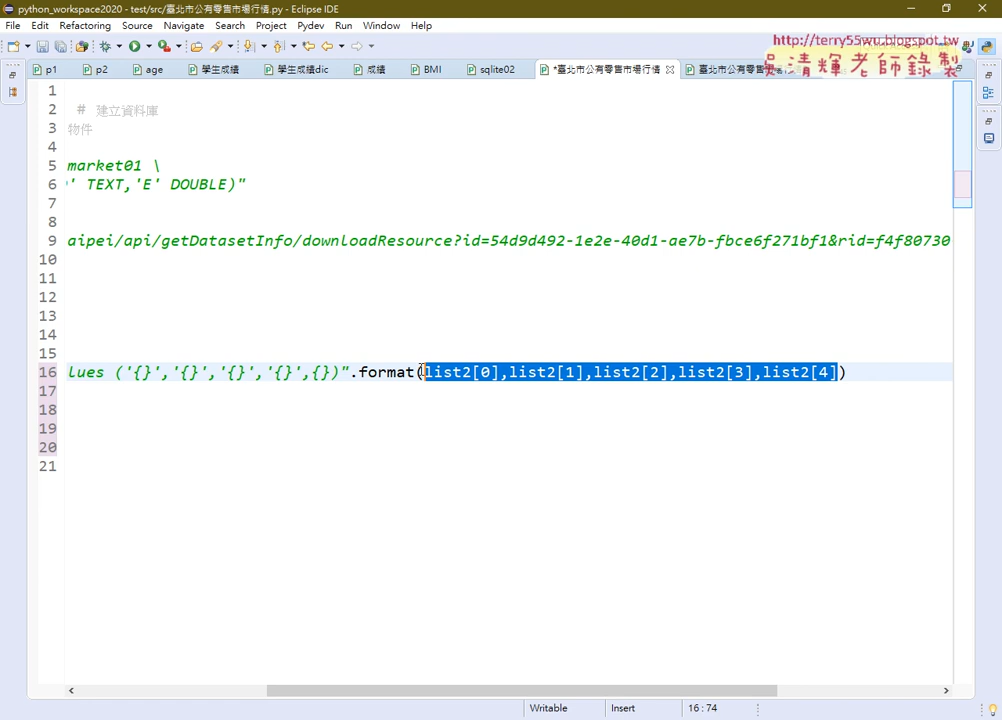 python_workspace2020 - test/src/臺北市公有零售市場行情.py - Eclipse IDE
File Edit Refactoring Source Navigate Search Project Pydev Run Window Help
http://terry55wu.blogspot.tw
吳清輝老師錄製
p1 p2 age 學生成績 學生成績dic 成績 BMI sqlite02 *臺北市公有零售市場行情 臺北市公有零售市場
1
2 # 建立資料庫
3 物件
4
5 market01 \
6 ' TEXT,'E' DOUBLE)"
7
8
9 aipei/api/getDatasetInfo/downloadResource?id=54d9d492-1e2e-40d1-ae7b-fbce6f271bf1&rid=f4f80730
10
11
12
13
14
15
16 lues ('{}','{}','{}','{}',{})".format(list2[0],list2[1],list2[2],list2[3],list2[4])
17
18
19
20
21
Writable Insert 16 : 74